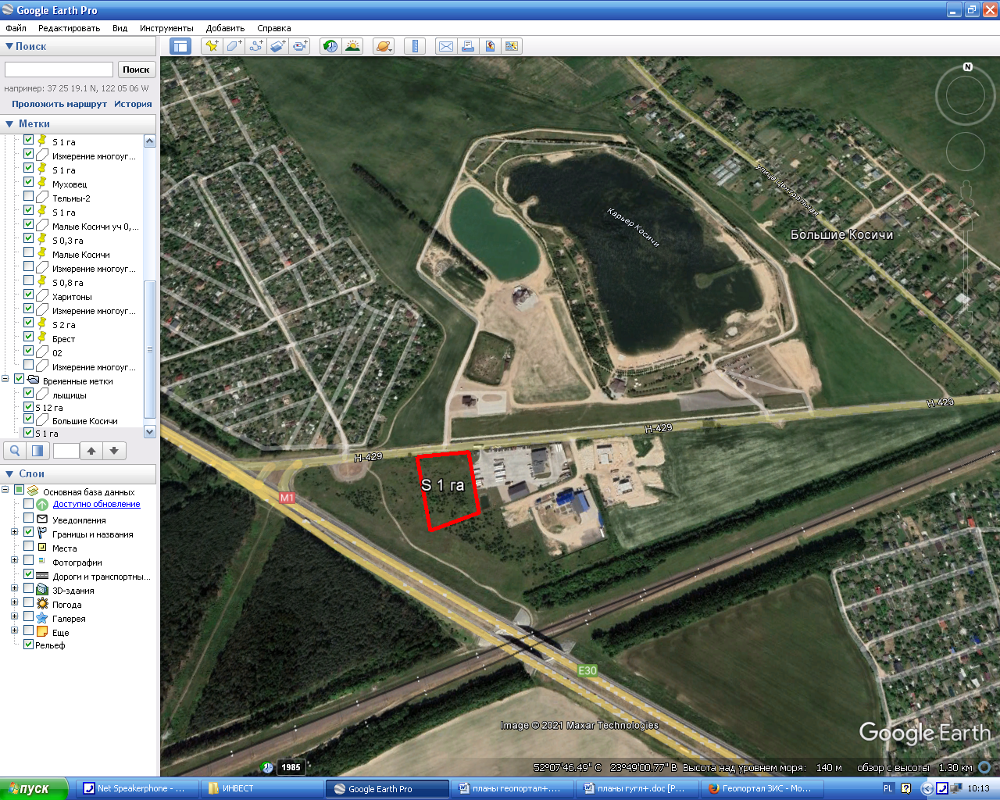 Google Earth Pro
Файл Редактировать Вид Инструменты Добавить Справка
Поиск
Поиск
например: 37 25 19.1 N, 122 05 06 W
Проложить маршрут История
Метки
S 1 га
Измерение многоуг...
S 1 га
Муховец
Тельмы-2
S 1 га
Малые Косичи уч 0,...
S 0,3 га
Малые Косичи
Измерение многоуг...
S 0,8 га
Харитоны
Измерение многоуг...
S 2 га
Брест
02
Измерение многоуг...
Временные метки
лыщицы
S 12 га
Большие Косичи
S 1 га
Слои
Основная база данных
Доступно обновление
Уведомления
Границы и названия
Места
Фотографии
Дороги и транспортны...
3D-здания
Погода
Галерея
Еще
Рельеф
N
улица Центральная
Карьер Косичи
Большие Косичи
Н-429
Н-429
Н-429
S 1 га
M1
E30
Image © 2021 Maxar Technologies
Google Earth
1985
52°07'46.49" С 23°49'00.77" В Высота над уровнем моря: 140 м обзор с высоты 1.30 км
пуск
Net Speakerphone - ...
ИНВЕСТ
Google Earth Pro
планы геопортал+....
планы гугл+.doc [Р...
Геопортал ЗИС - Mo...
PL
10:13